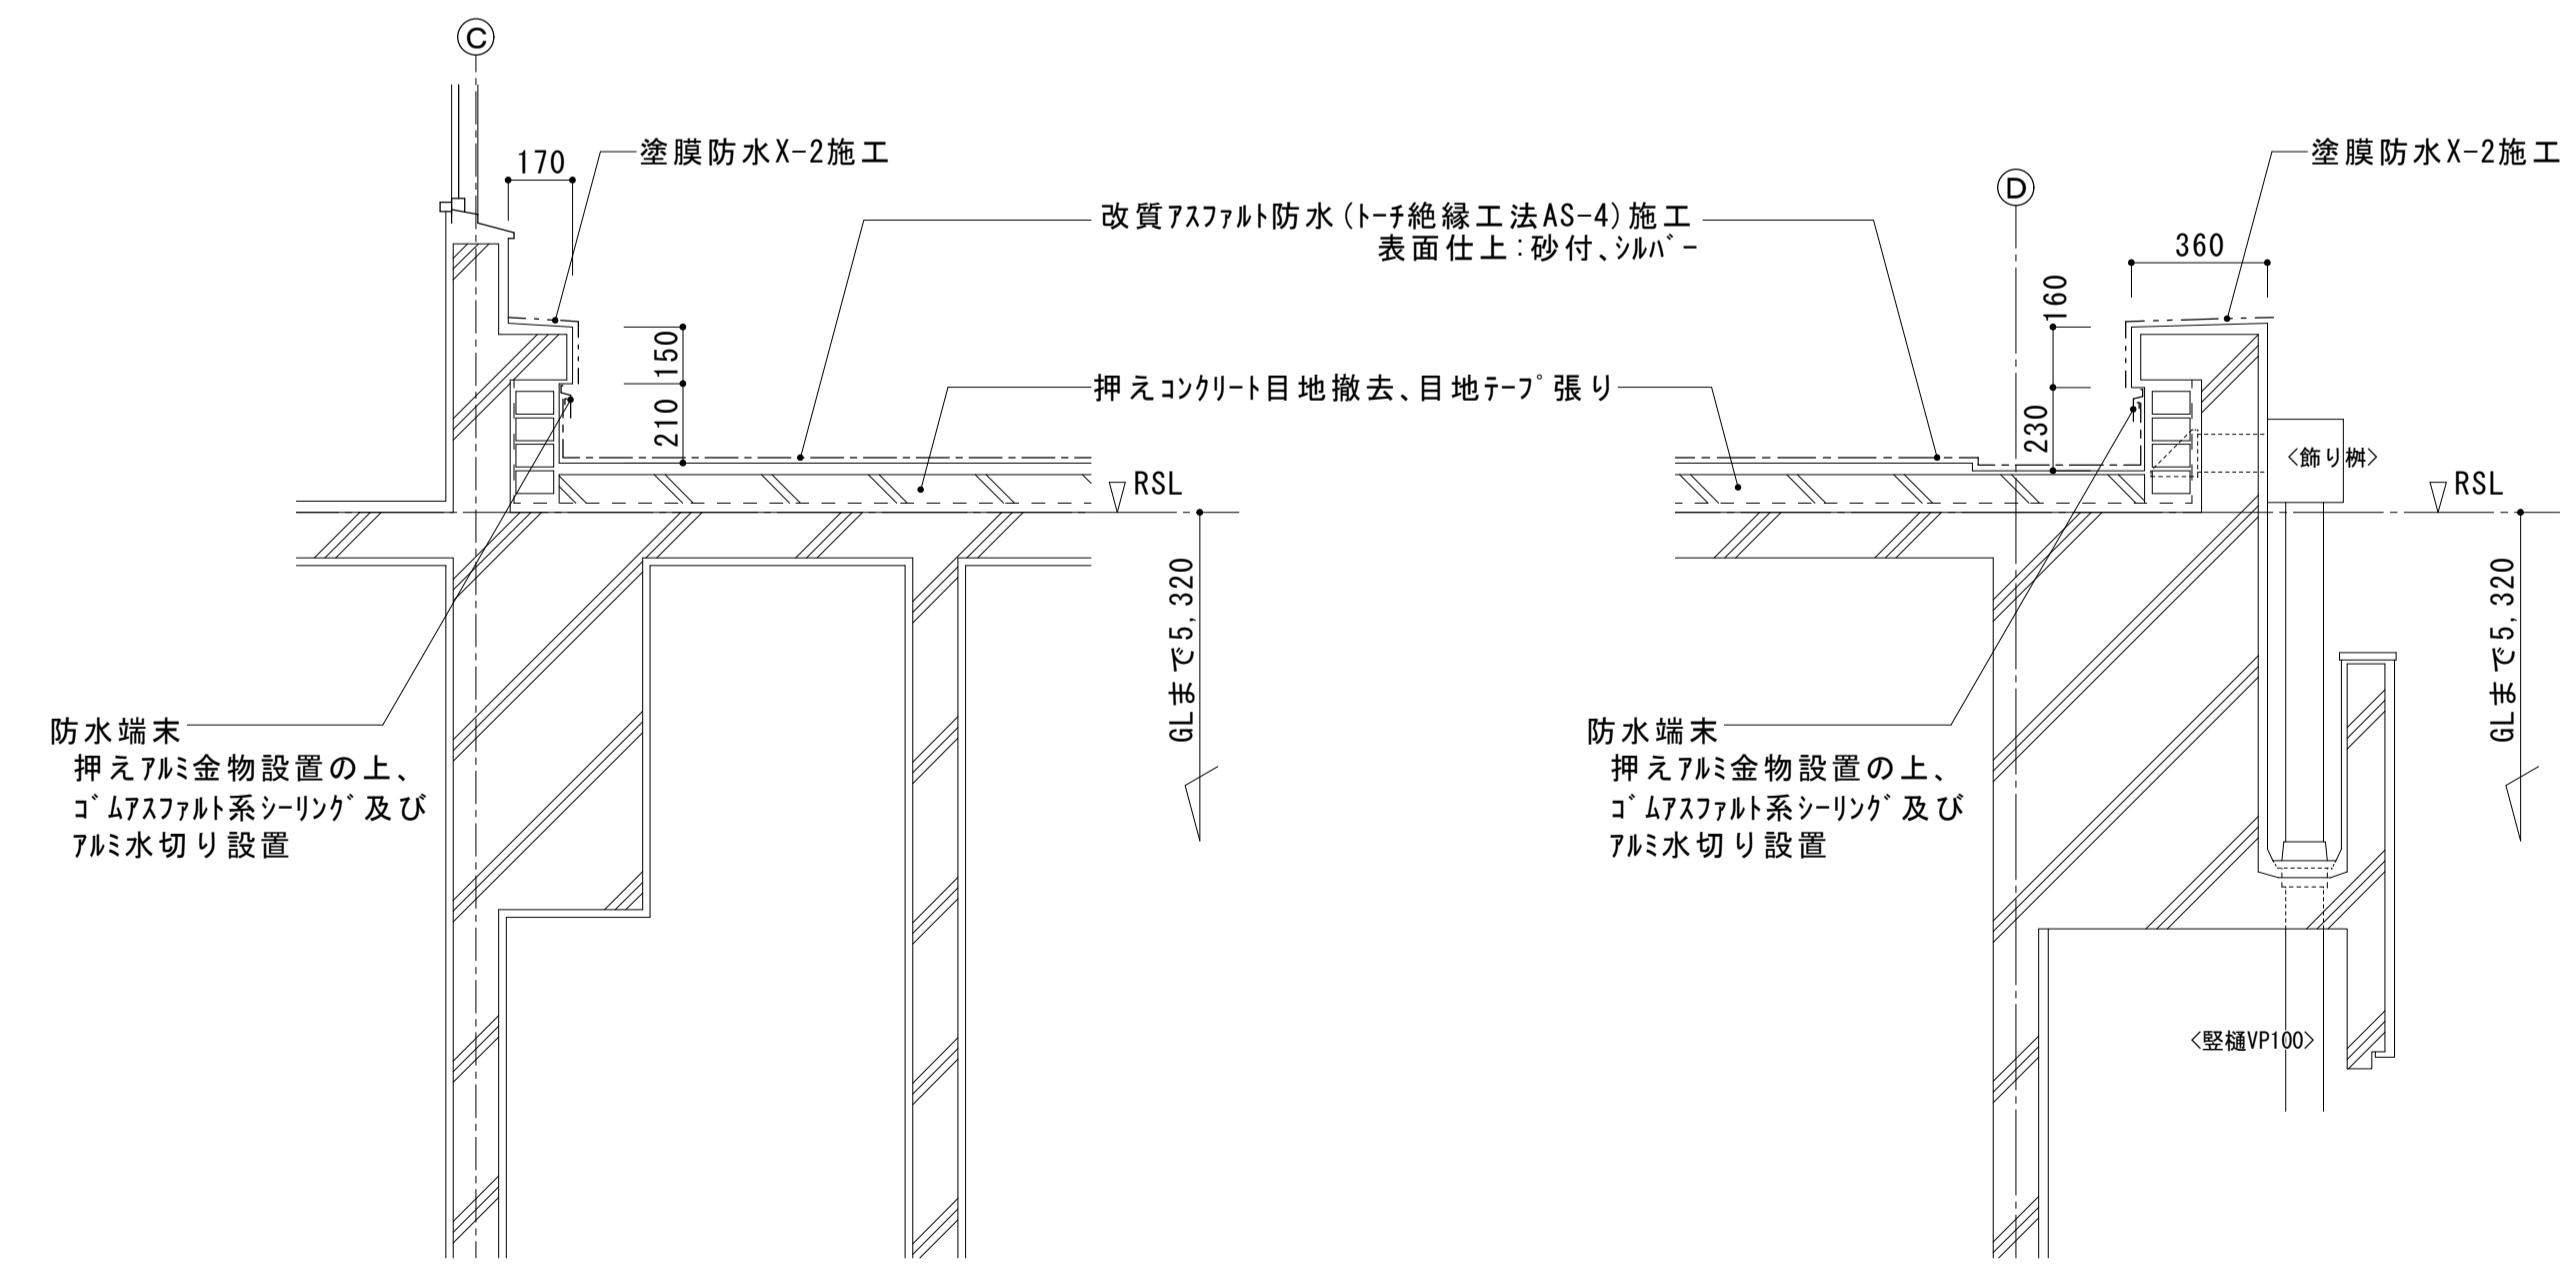 C
170
塗膜防水X-2施工
塗膜防水X-2施工
D
改質ｱｽﾌｧﾙﾄ防水(ﾄｰﾁ絶縁工法AS-4)施工
表面仕上:砂付､ｼﾙﾊﾞｰ
360
160
150
押えｺﾝｸﾘｰﾄ目地撤去､目地ﾃｰﾌﾟ張り
210
230
<飾り桝>
RSL
RSL
GLまで5,320
GLまで5,320
防水端末
押えｱﾙﾐ金物設置の上､
ｺﾞﾑｱｽﾌｧﾙﾄ系ｼｰﾘﾝｸﾞ及び
ｱﾙﾐ水切り設置
防水端末
押えｱﾙﾐ金物設置の上､
ｺﾞﾑｱｽﾌｧﾙﾄ系ｼｰﾘﾝｸﾞ及び
ｱﾙﾐ水切り設置
<竪樋VP100>